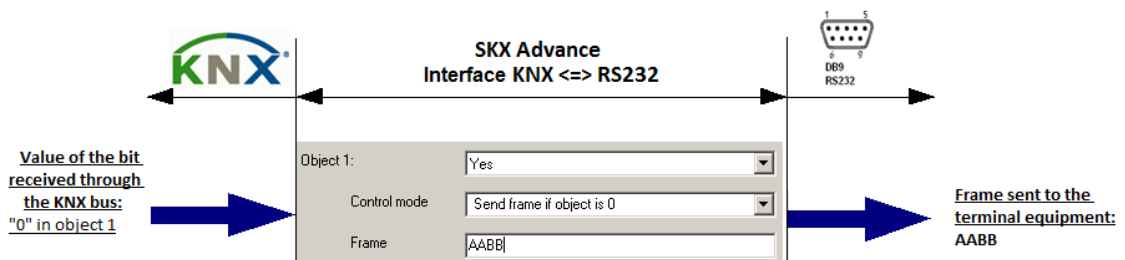 KNX
SKX Advance
Interface KNX <=> RS232
1 5
6 9
DB9
RS232
Value of the bit
received through
the KNX bus:
"0" in object 1
Object 1:
Yes
Control mode
Send frame if object is 0
Frame
AABB
Frame sent to the
terminal equipment:
AABB